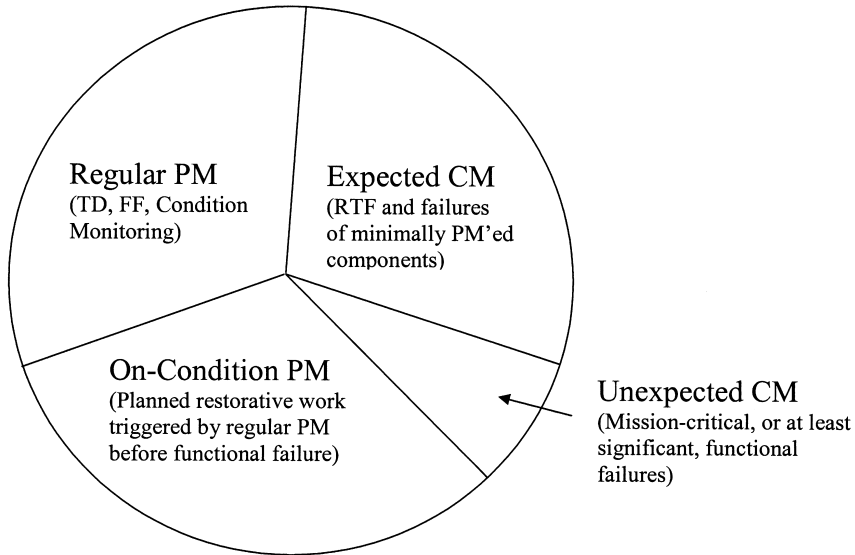 Regular PM
(TD, FF, Condition
Monitoring)
Expected CM
(RTF and failures
of minimally PM'ed
components)
On-Condition PM
(Planned restorative work
triggered by regular PM
before functional failure)
Unexpected CM
(Mission-critical, or at least
significant, functional
failures)